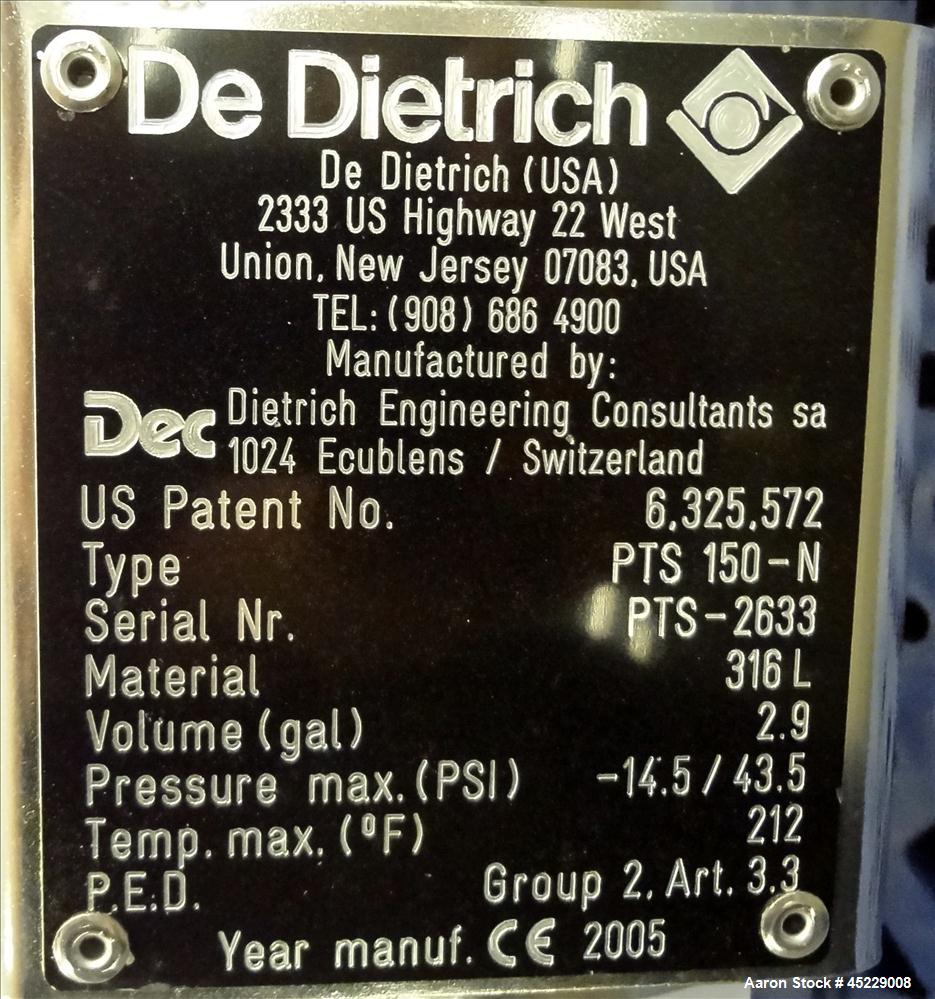 De Dietrich
De Dietrich (USA)
2333 US Highway 22 West
Union, New Jersey 07083, USA
TEL: (908) 686 4900
Manufactured by:
Dec Dietrich Engineering Consultants sa
1024 Ecublens / Switzerland
US Patent No. 6,325,572
Type PTS 150-N
Serial Nr. PTS-2633
Material 316 L
Volume (gal) 2.9
Pressure max. (PSI) -14.5 / 43.5
Temp. max. (ºF) 212
P.E.D. Group 2, Art. 3.3
Year manuf. CE 2005
Aaron Stock # 45229008